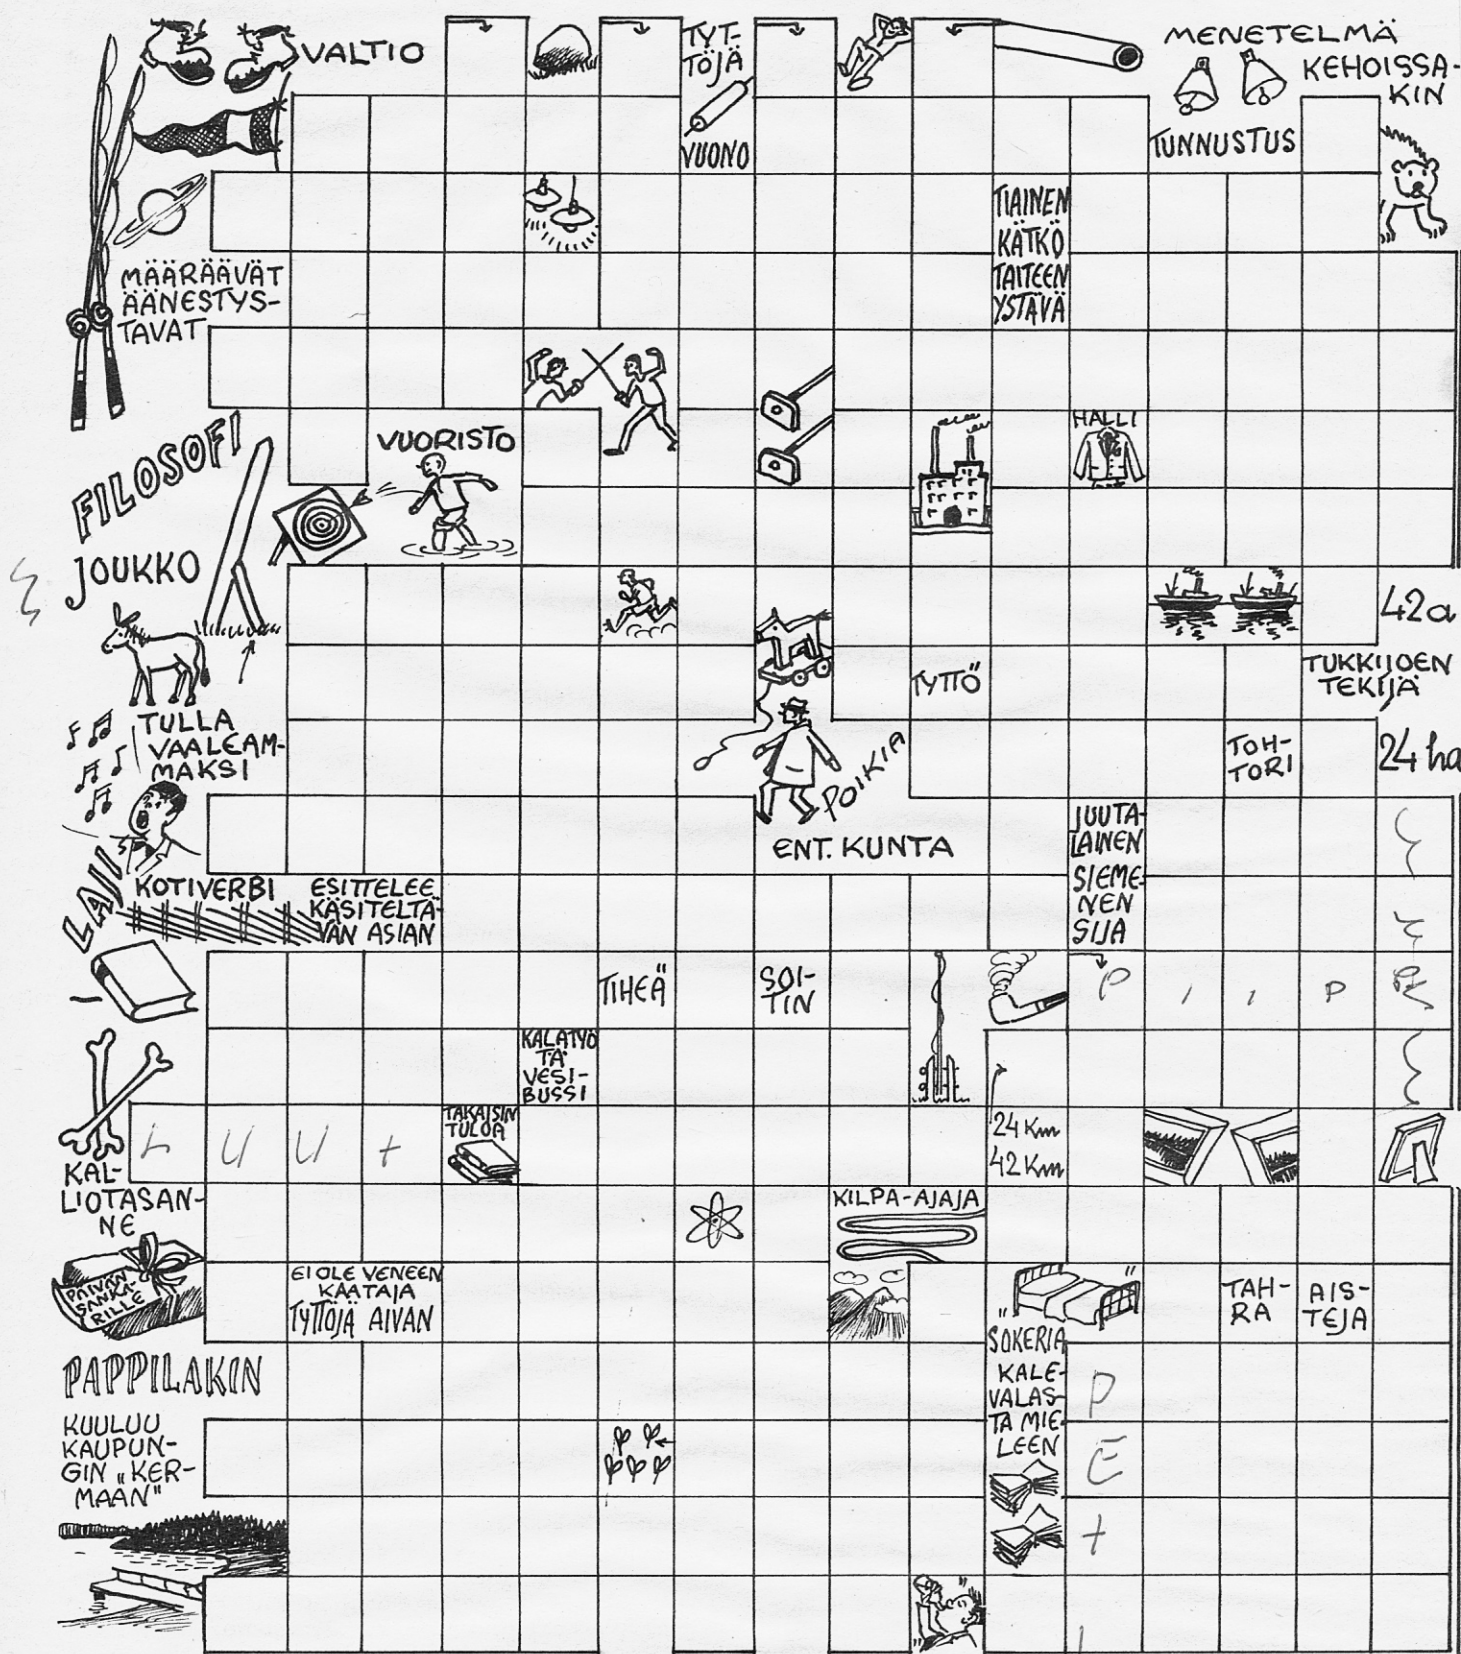 VALTIO
TYT-
TÖJÄ
VUONO
MENETELMÄ
KEHOISSA-
KIN
TUNNUSTUS
TIAINEN
KÄTKÖ
TAITEEN
YSTÄVÄ
MÄÄRÄÄVÄT
ÄÄNESTYS-
TAVAT
FILOSOFI
VUORISTO
HALLI
JOUKKO
42a
TYTTÖ
TUKKIJOEN
TEKIJÄ
TULLA
VAALEAM-
MAKSI
POIKIA
TOH-
TORI
24 ha
ENT. KUNTA
JUUTA-
LAINEN
SIEME-
NEN
SIJA
LAJI
KOTIVERBI
ESITTELEE
KÄSITELTÄ-
VÄN ASIAN
TIHEÄ
SOI-
TIN
P I I P
KALATYÖ
TÄ
VESI-
BUSSI
L U U T
TAKAISIN
TULOA
24 Km
42 Km
KAL-
LIOTASAN-
NE
KILPA-AJAJA
PÄIVÄN
SANKA-
RILLE
EI OLE VENEEN
KAATAJA
TYTTÖJÄ AIVAN
TAH-
RA
AIS-
TEJA
"SOKERIA"
KALE-
VALAS-
TA MIE-
LEEN
PAPPILAKIN
P
KUULUU
KAUPUN-
GIN "KER-
MAAN"
E
T
I